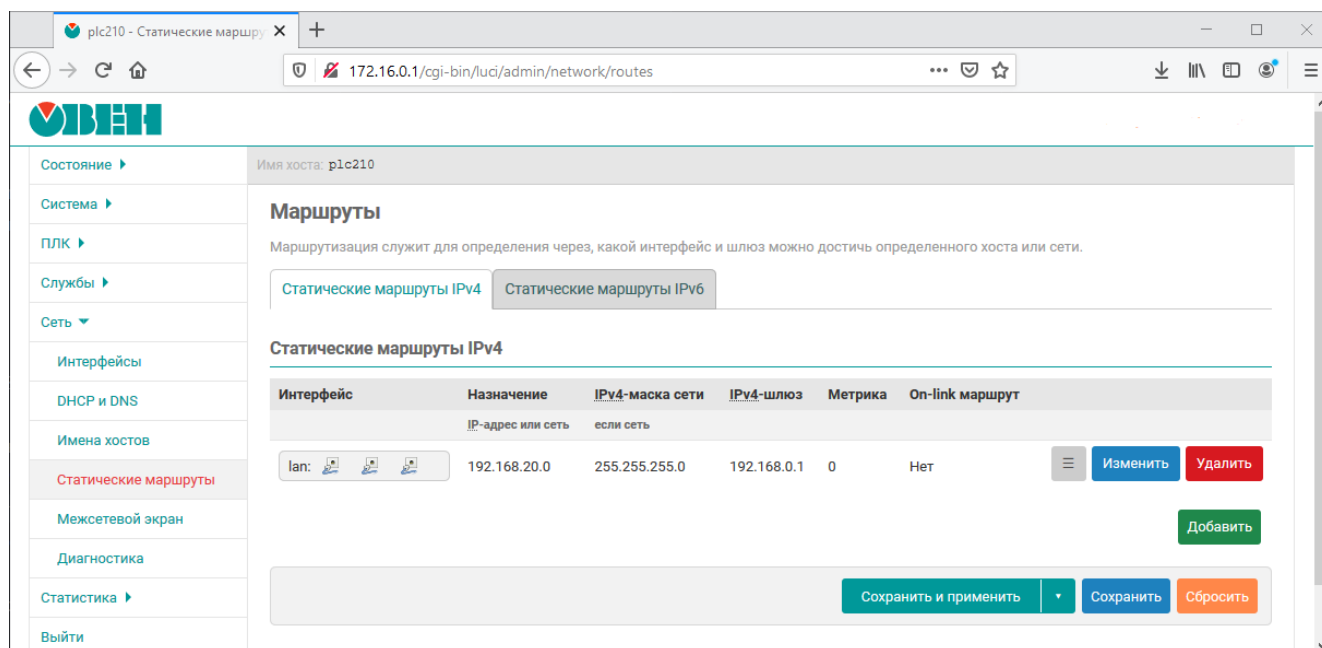 plc210 - Статические маршру
172.16.0.1/cgi-bin/luci/admin/network/routes
ОВЕН
Состояние
Имя хоста: plc210
Система
ПЛК
Службы
Сеть
Интерфейсы
DHCP и DNS
Имена хостов
Статические маршруты
Межсетевой экран
Диагностика
Статистика
Выйти
Маршруты
Маршрутизация служит для определения через, какой интерфейс и шлюз можно достичь определенного хоста или сети.
Статические маршруты IPv4 Статические маршруты IPv6
Статические маршруты IPv4
Интерфейс Назначение IPv4-маска сети IPv4-шлюз Метрика On-link маршрут
IP-адрес или сеть если сеть
lan: 192.168.20.0 255.255.255.0 192.168.0.1 0 Нет Изменить Удалить
Добавить
Сохранить и применить Сохранить Сбросить